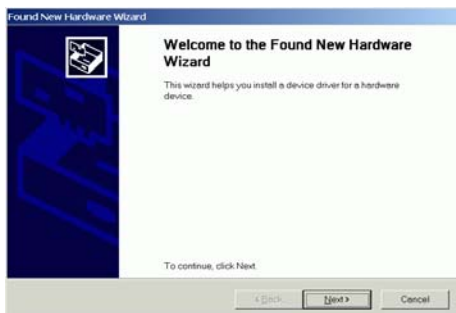 Found New Hardware Wizard
Welcome to the Found New Hardware
Wizard
This wizard helps you install a device driver for a hardware
device.
To continue, click Next.
< Back
Next >
Cancel